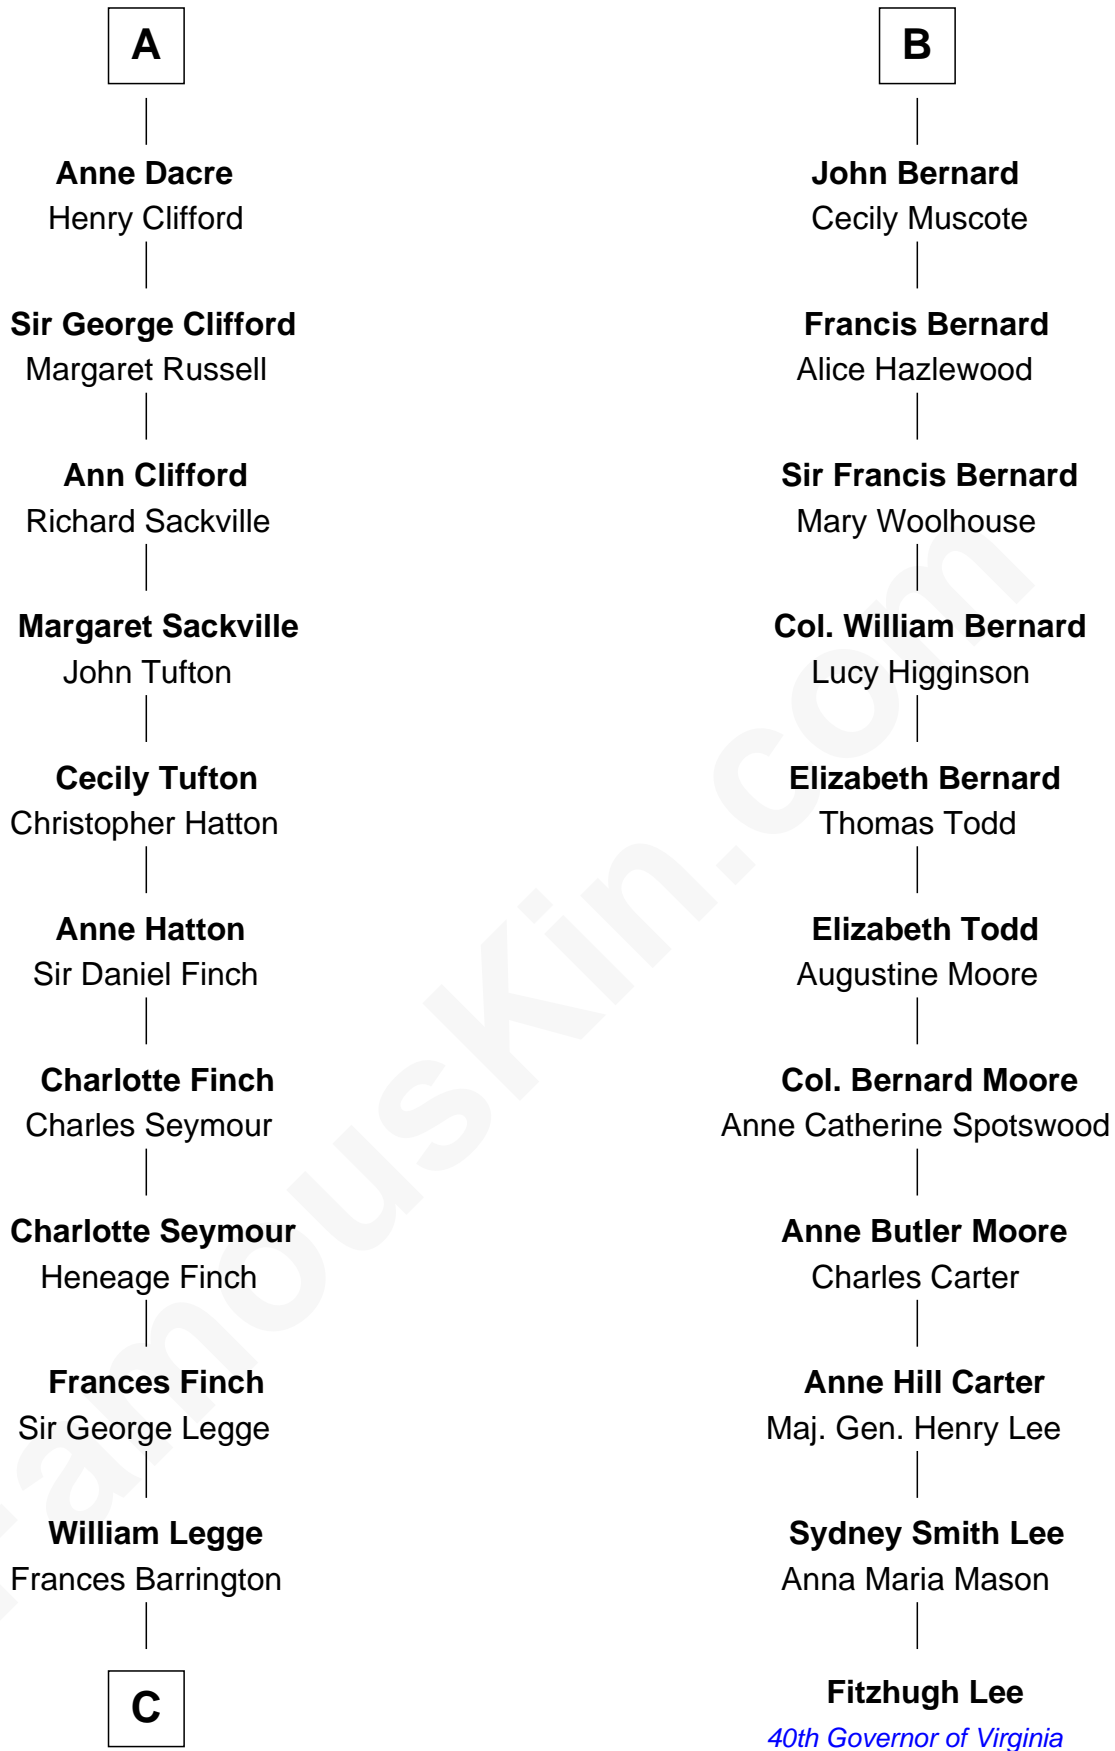 A
Anne Dacre
Henry Clifford
Sir George Clifford
Margaret Russell
Ann Clifford
Richard Sackville
Margaret Sackville
John Tufton
Cecily Tufton
Christopher Hatton
Anne Hatton
Sir Daniel Finch
Charlotte Finch
Charles Seymour
Charlotte Seymour
Heneage Finch
Frances Finch
Sir George Legge
William Legge
Frances Barrington
C
B
John Bernard
Cecily Muscote
Francis Bernard
Alice Hazlewood
Sir Francis Bernard
Mary Woolhouse
Col. William Bernard
Lucy Higginson
Elizabeth Bernard
Thomas Todd
Elizabeth Todd
Augustine Moore
Col. Bernard Moore
Anne Catherine Spotswood
Anne Butler Moore
Charles Carter
Anne Hill Carter
Maj. Gen. Henry Lee
Sydney Smith Lee
Anna Maria Mason
Fitzhugh Lee
40th Governor of Virginia
FamousKin.com